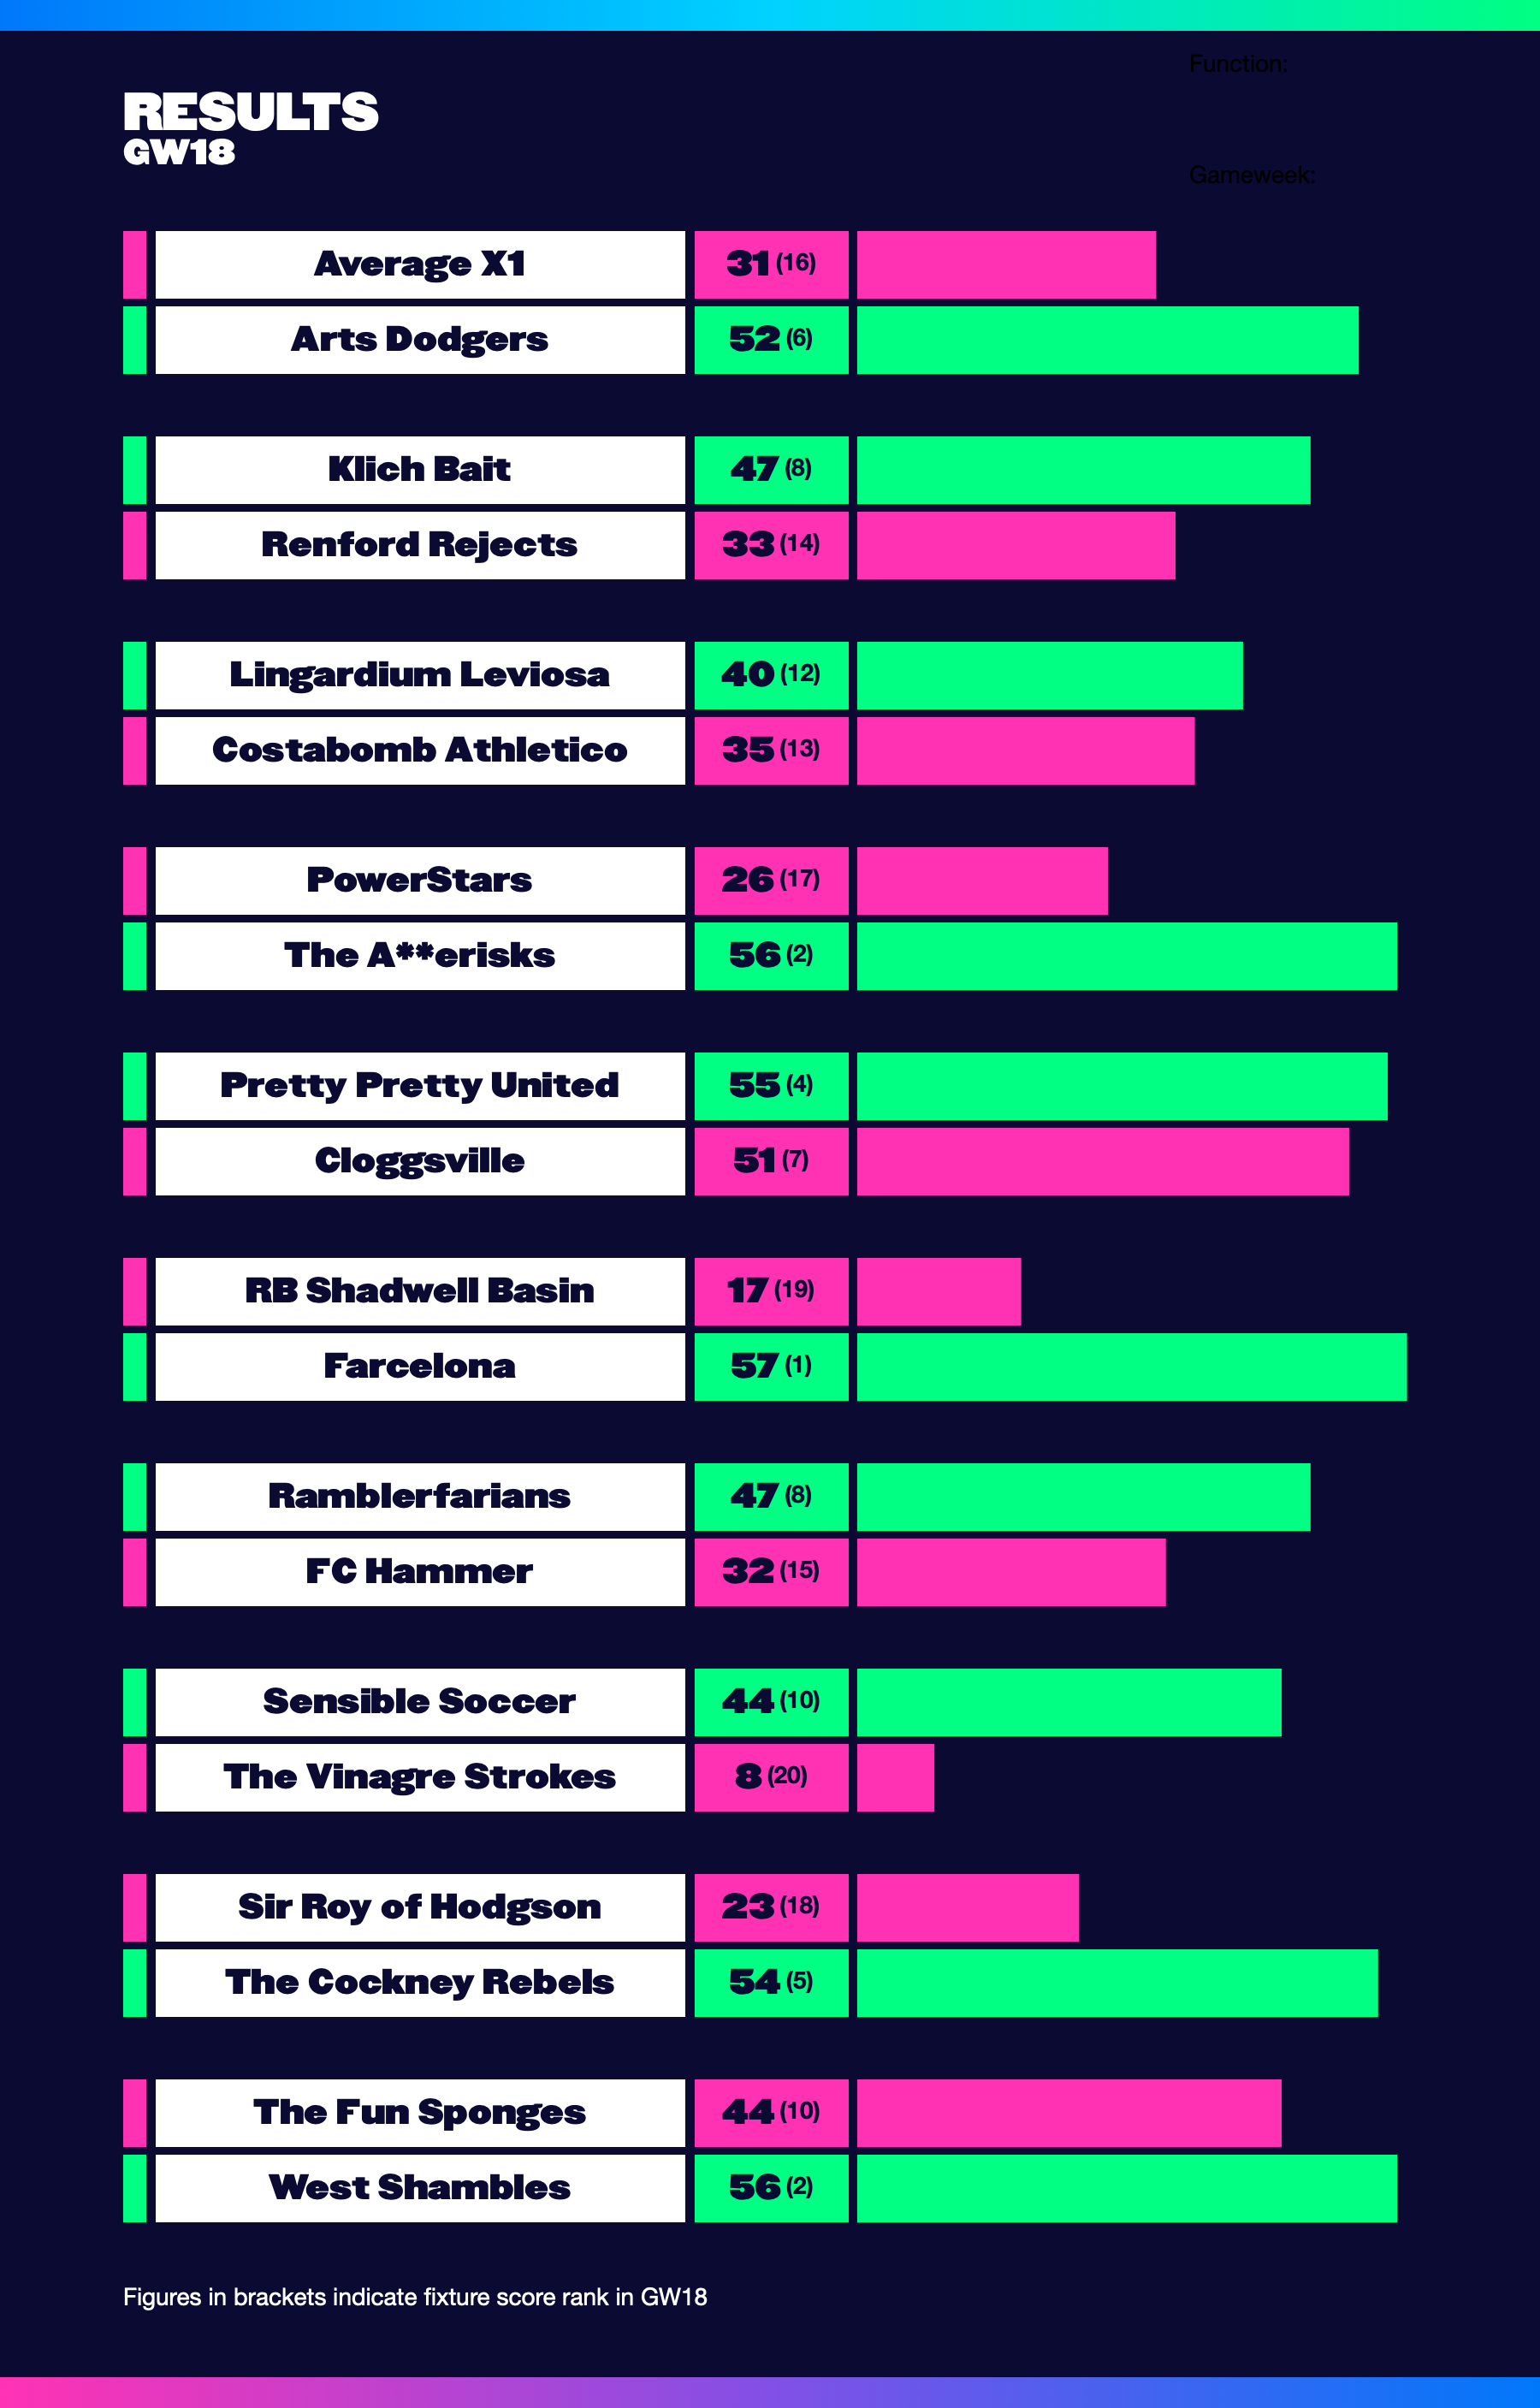 Function:
RESULTS
GW18
Gameweek:
Average X1 31 (16)
Arts Dodgers 52 (6)
Klich Bait 47 (8)
Renford Rejects 33 (14)
Lingardium Leviosa 40 (12)
Costabomb Athletico 35 (13)
PowerStars 26 (17)
The A**erisks 56 (2)
Pretty Pretty United 55 (4)
Cloggsville 51 (7)
RB Shadwell Basin 17 (19)
Farcelona 57 (1)
Ramblerfarians 47 (8)
FC Hammer 32 (15)
Sensible Soccer 44 (10)
The Vinagre Strokes 8 (20)
Sir Roy of Hodgson 23 (18)
The Cockney Rebels 54 (5)
The Fun Sponges 44 (10)
West Shambles 56 (2)
Figures in brackets indicate fixture score rank in GW18